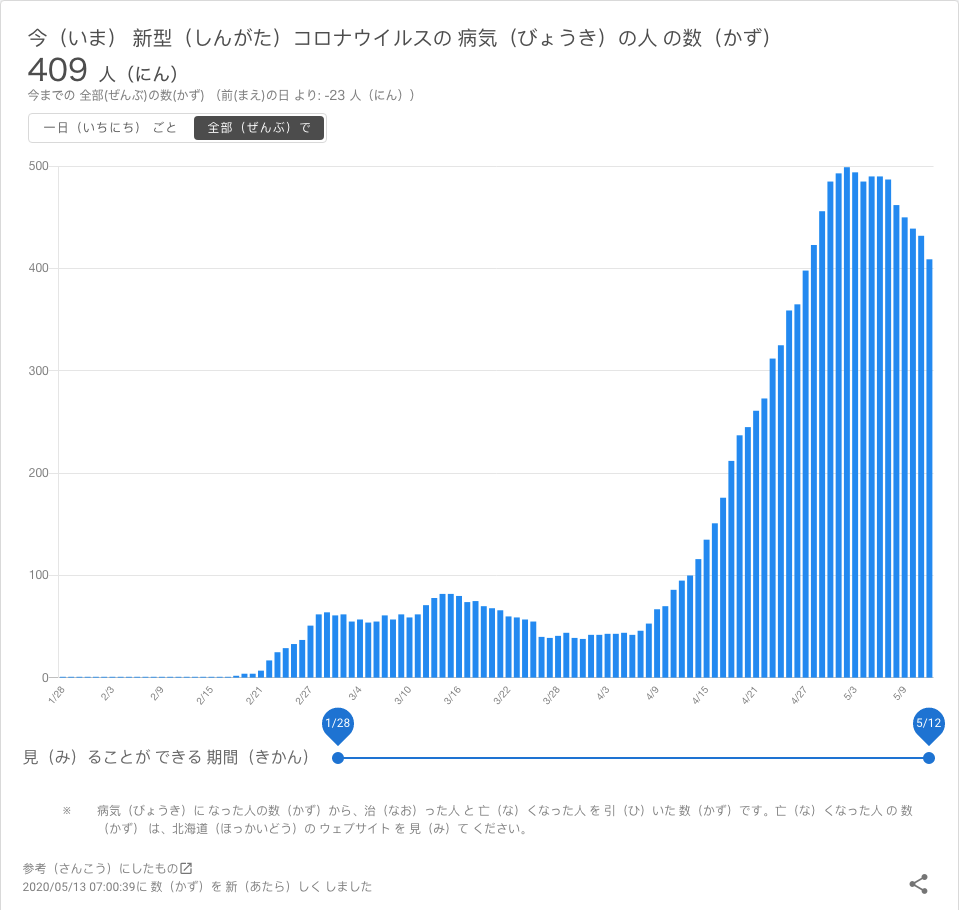 今（いま） 新型（しんがた）コロナウイルスの 病気（びょうき）の人 の数（かず）
409 人（にん）
今までの 全部(ぜんぶ)の数(かず) （前(まえ)の日 より: -23 人（にん））
一日（いちにち） ごと 全部（ぜんぶ）で
500
400
300
200
100
0
1/28 2/3 2/9 2/15 2/21 2/27 3/4 3/10 3/16 3/22 3/28 4/3 4/9 4/15 4/21 4/27 5/3 5/9
1/28 5/12
見（み）ることが できる 期間（きかん）
※ 病気（びょうき）に なった人の数（かず）から、治（なお）った人 と 亡（な）くなった人 を 引（ひ）いた 数（かず）です。亡（な）くなった人 の 数
（かず） は、北海道（ほっかいどう）の ウェブサイト を 見（み）て ください。
参考（さんこう）にしたもの
2020/05/13 07:00:39に 数（かず）を 新（あたら）しく しました